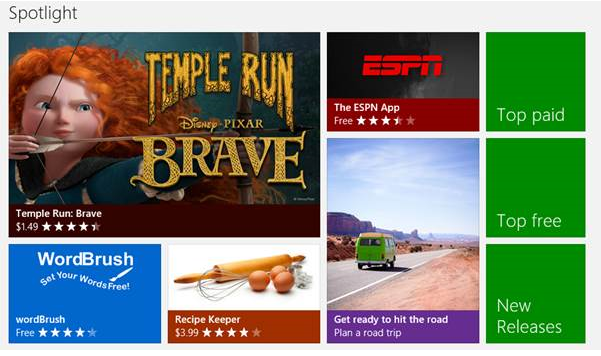 Spotlight
TEMPLE RUN
Disney·PIXAR
BRAVE
Temple Run: Brave
$1.49
ESPN
The ESPN App
Free
Top paid
Top free
WordBrush
Set Your Words Free!
wordBrush
Free
Recipe Keeper
$3.99
Get ready to hit the road
Plan a road trip
New
Releases